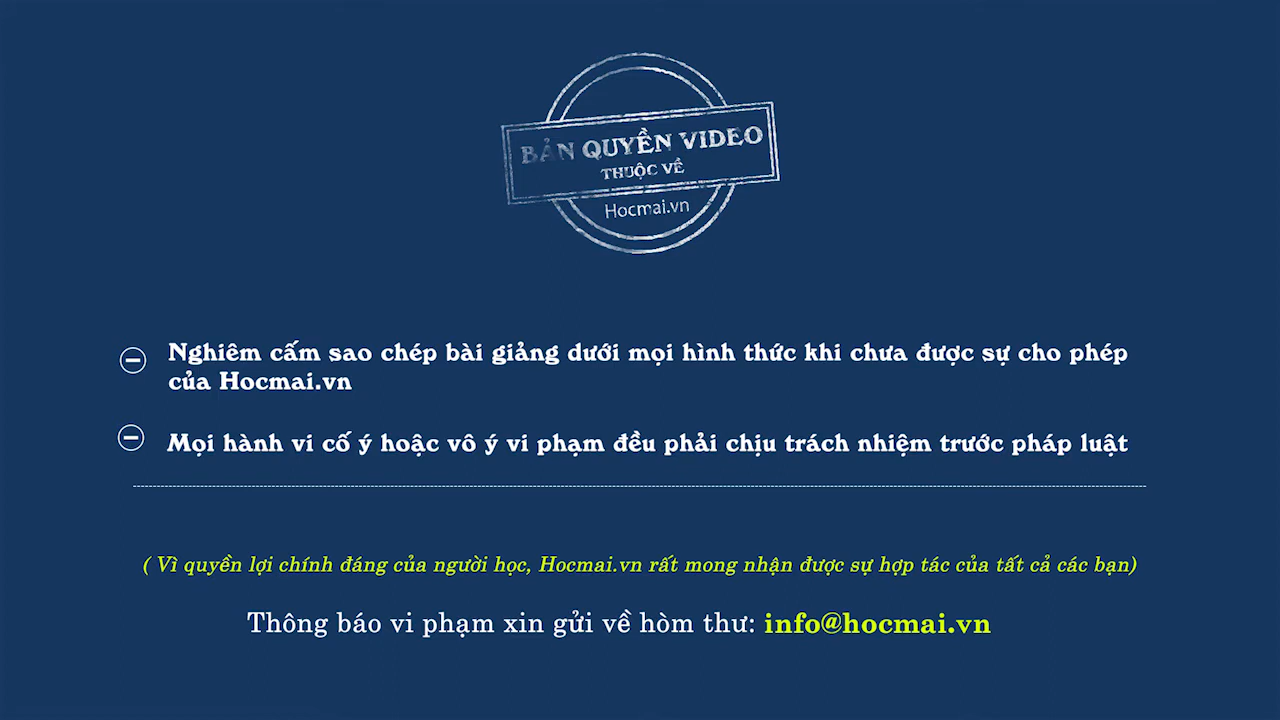 BẢN QUYỀN VIDEO
THUỘC VỀ
Hocmai.vn
Nghiêm cấm sao chép bài giảng dưới mọi hình thức khi chưa được sự cho phép
của Hocmai.vn
Mọi hành vi cố ý hoặc vô ý vi phạm đều phải chịu trách nhiệm trước pháp luật
( Vì quyền lợi chính đáng của người học, Hocmai.vn rất mong nhận được sự hợp tác của tất cả các bạn)
Thông báo vi phạm xin gửi về hòm thư: info@hocmai.vn